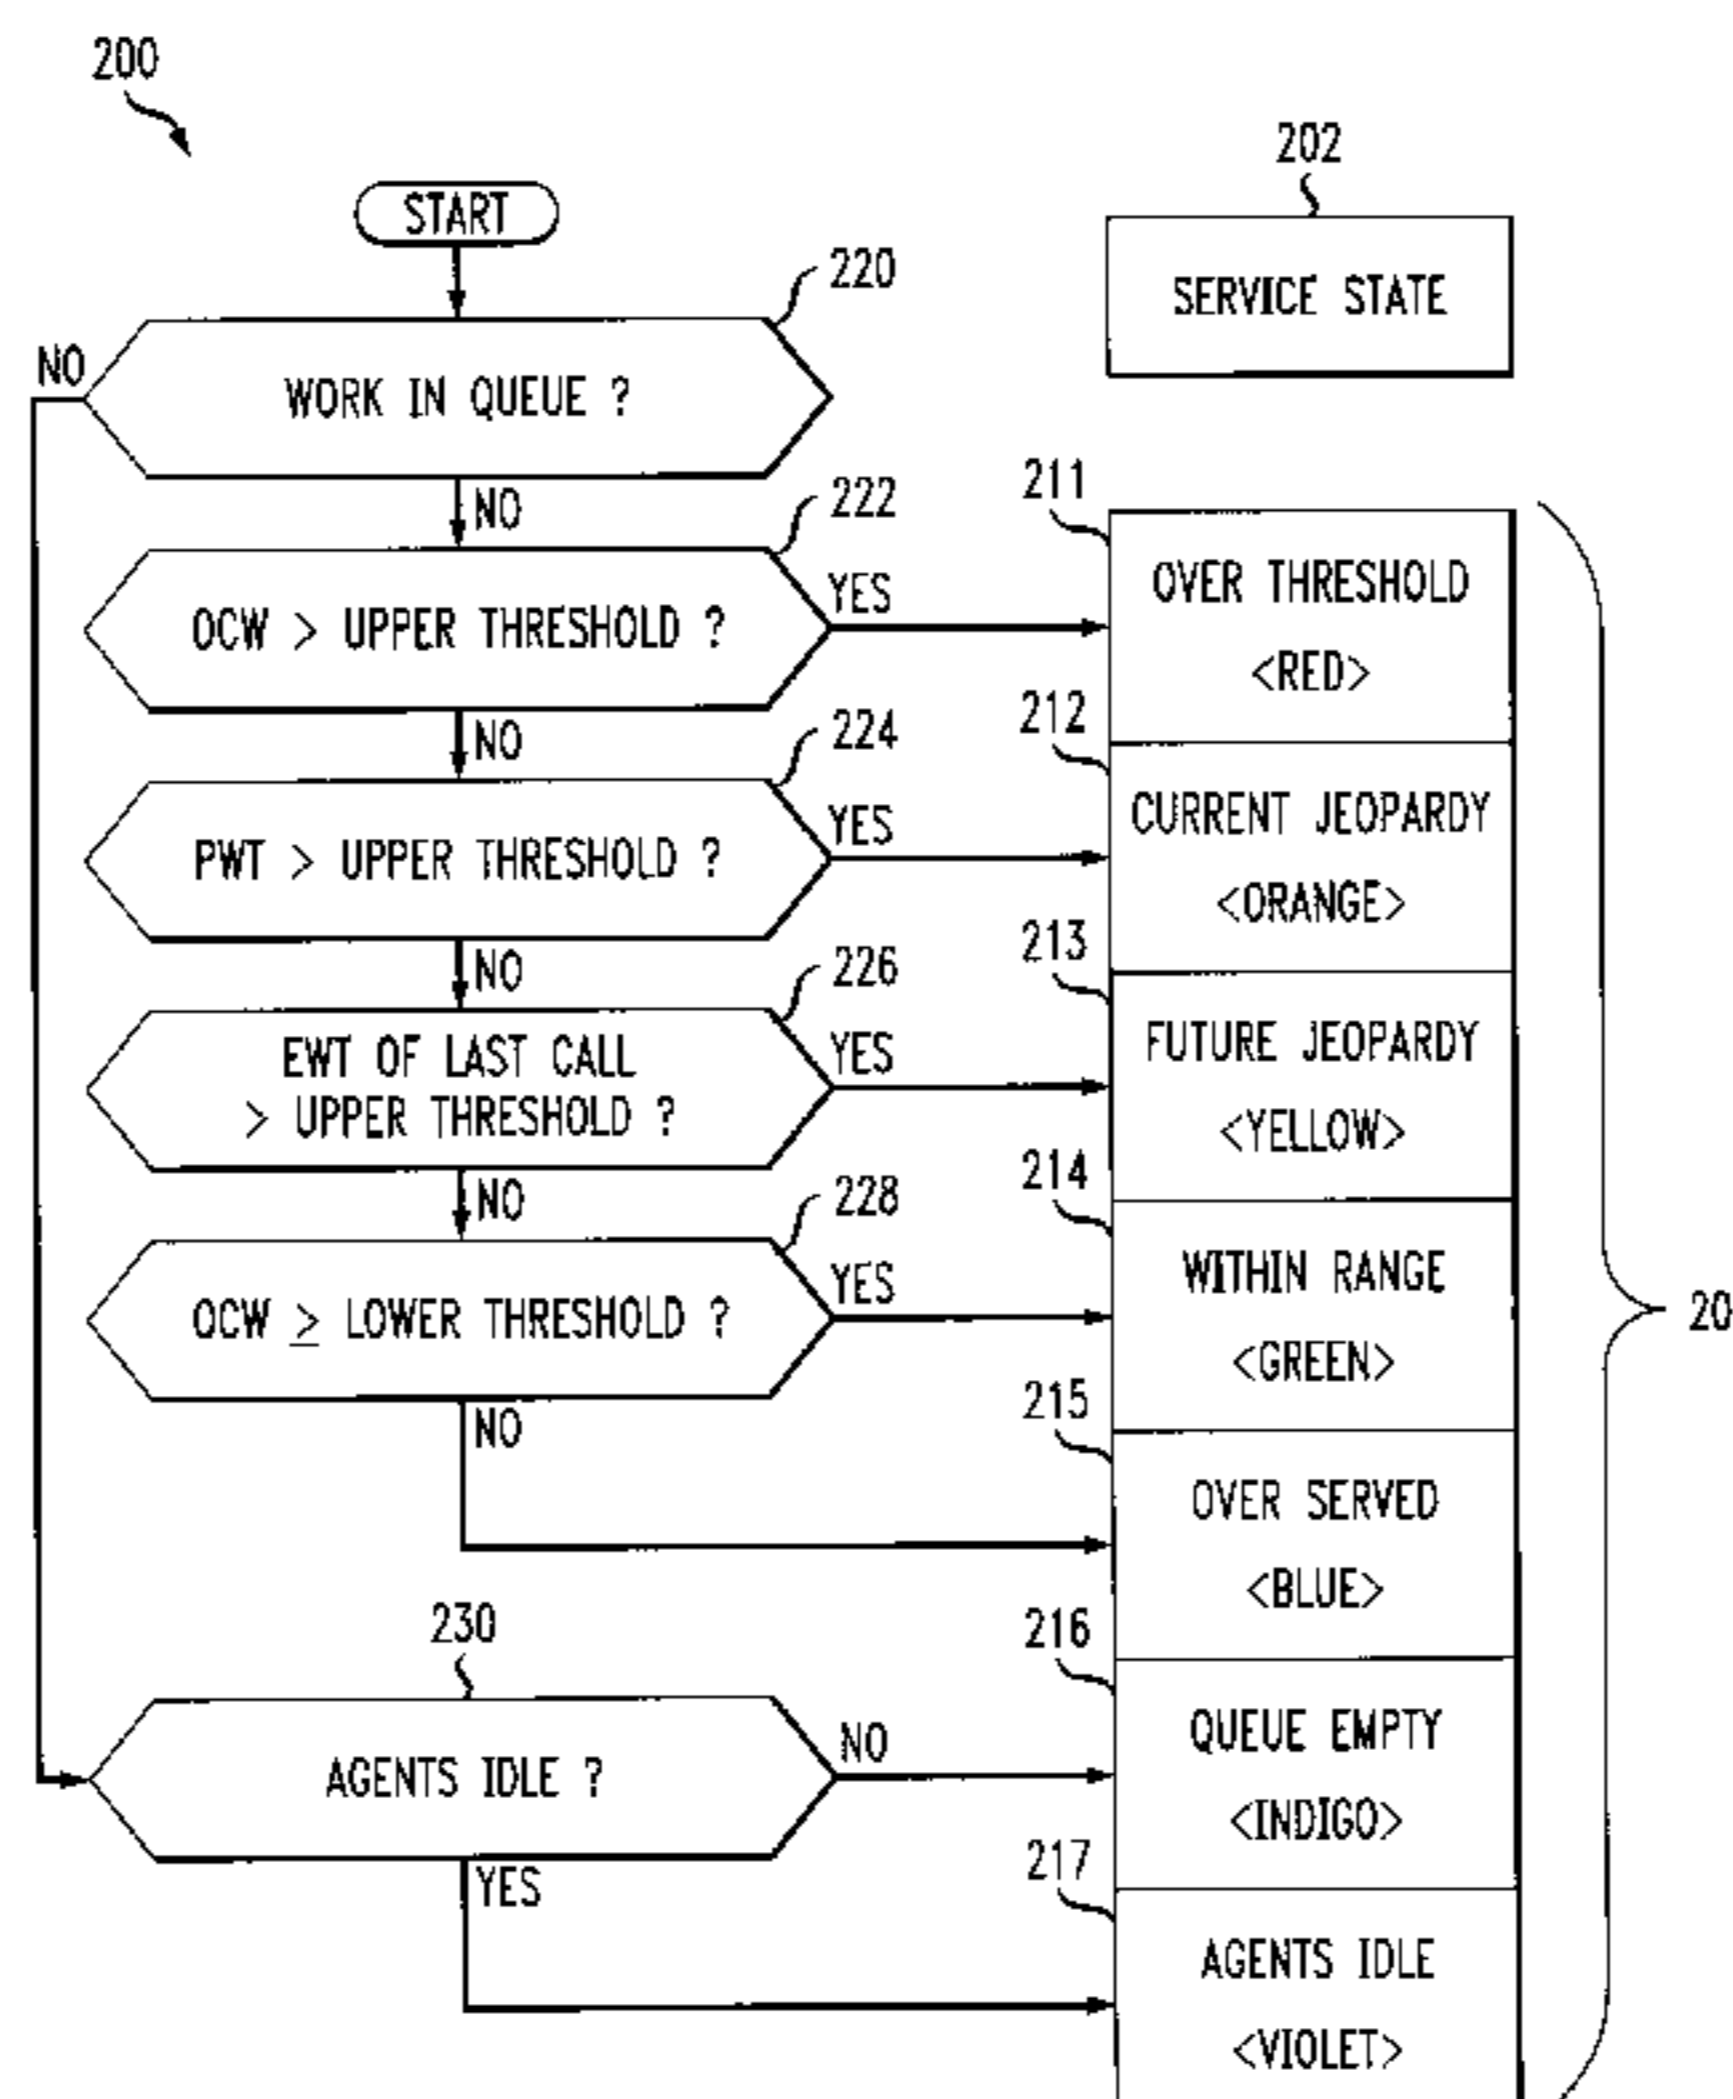 200
202
START
SERVICE STATE
220
NO
WORK IN QUEUE ?
NO
222
211
OCW > UPPER THRESHOLD ?
YES
OVER THRESHOLD
<RED>
NO
224
212
PWT > UPPER THRESHOLD ?
YES
CURRENT JEOPARDY
<ORANGE>
NO
226
213
EWT OF LAST CALL
> UPPER THRESHOLD ?
YES
FUTURE JEOPARDY
<YELLOW>
NO
228
214
OCW ≥ LOWER THRESHOLD ?
YES
WITHIN RANGE
<GREEN>
20
NO
215
OVER SERVED
<BLUE>
230
216
AGENTS IDLE ?
NO
QUEUE EMPTY
<INDIGO>
YES
217
AGENTS IDLE
<VIOLET>